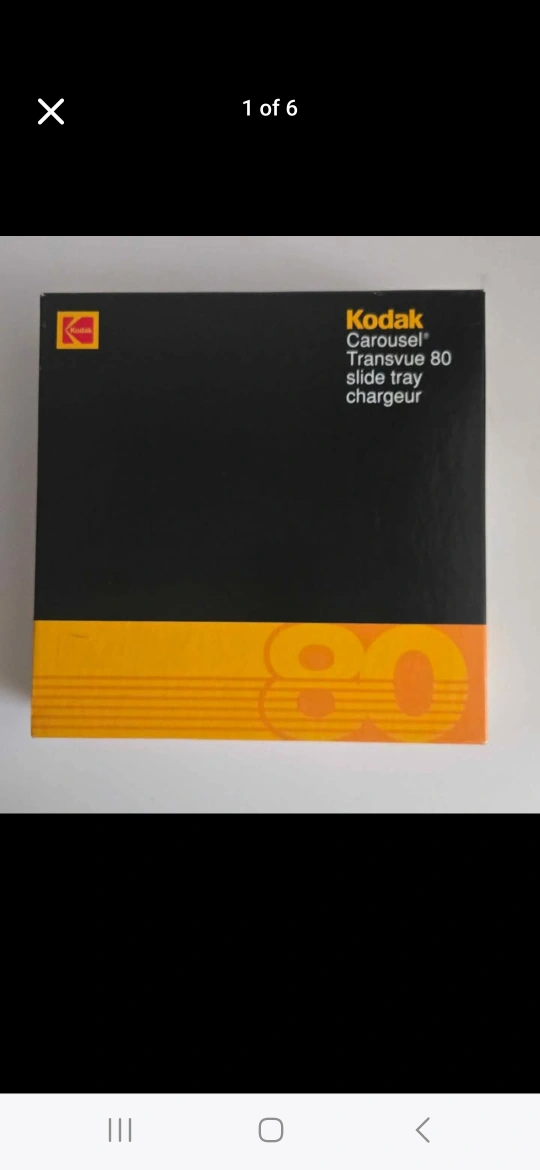 1 of 6
Kodak
Kodak
Carousel®
Transvue 80
slide tray
chargeur
80